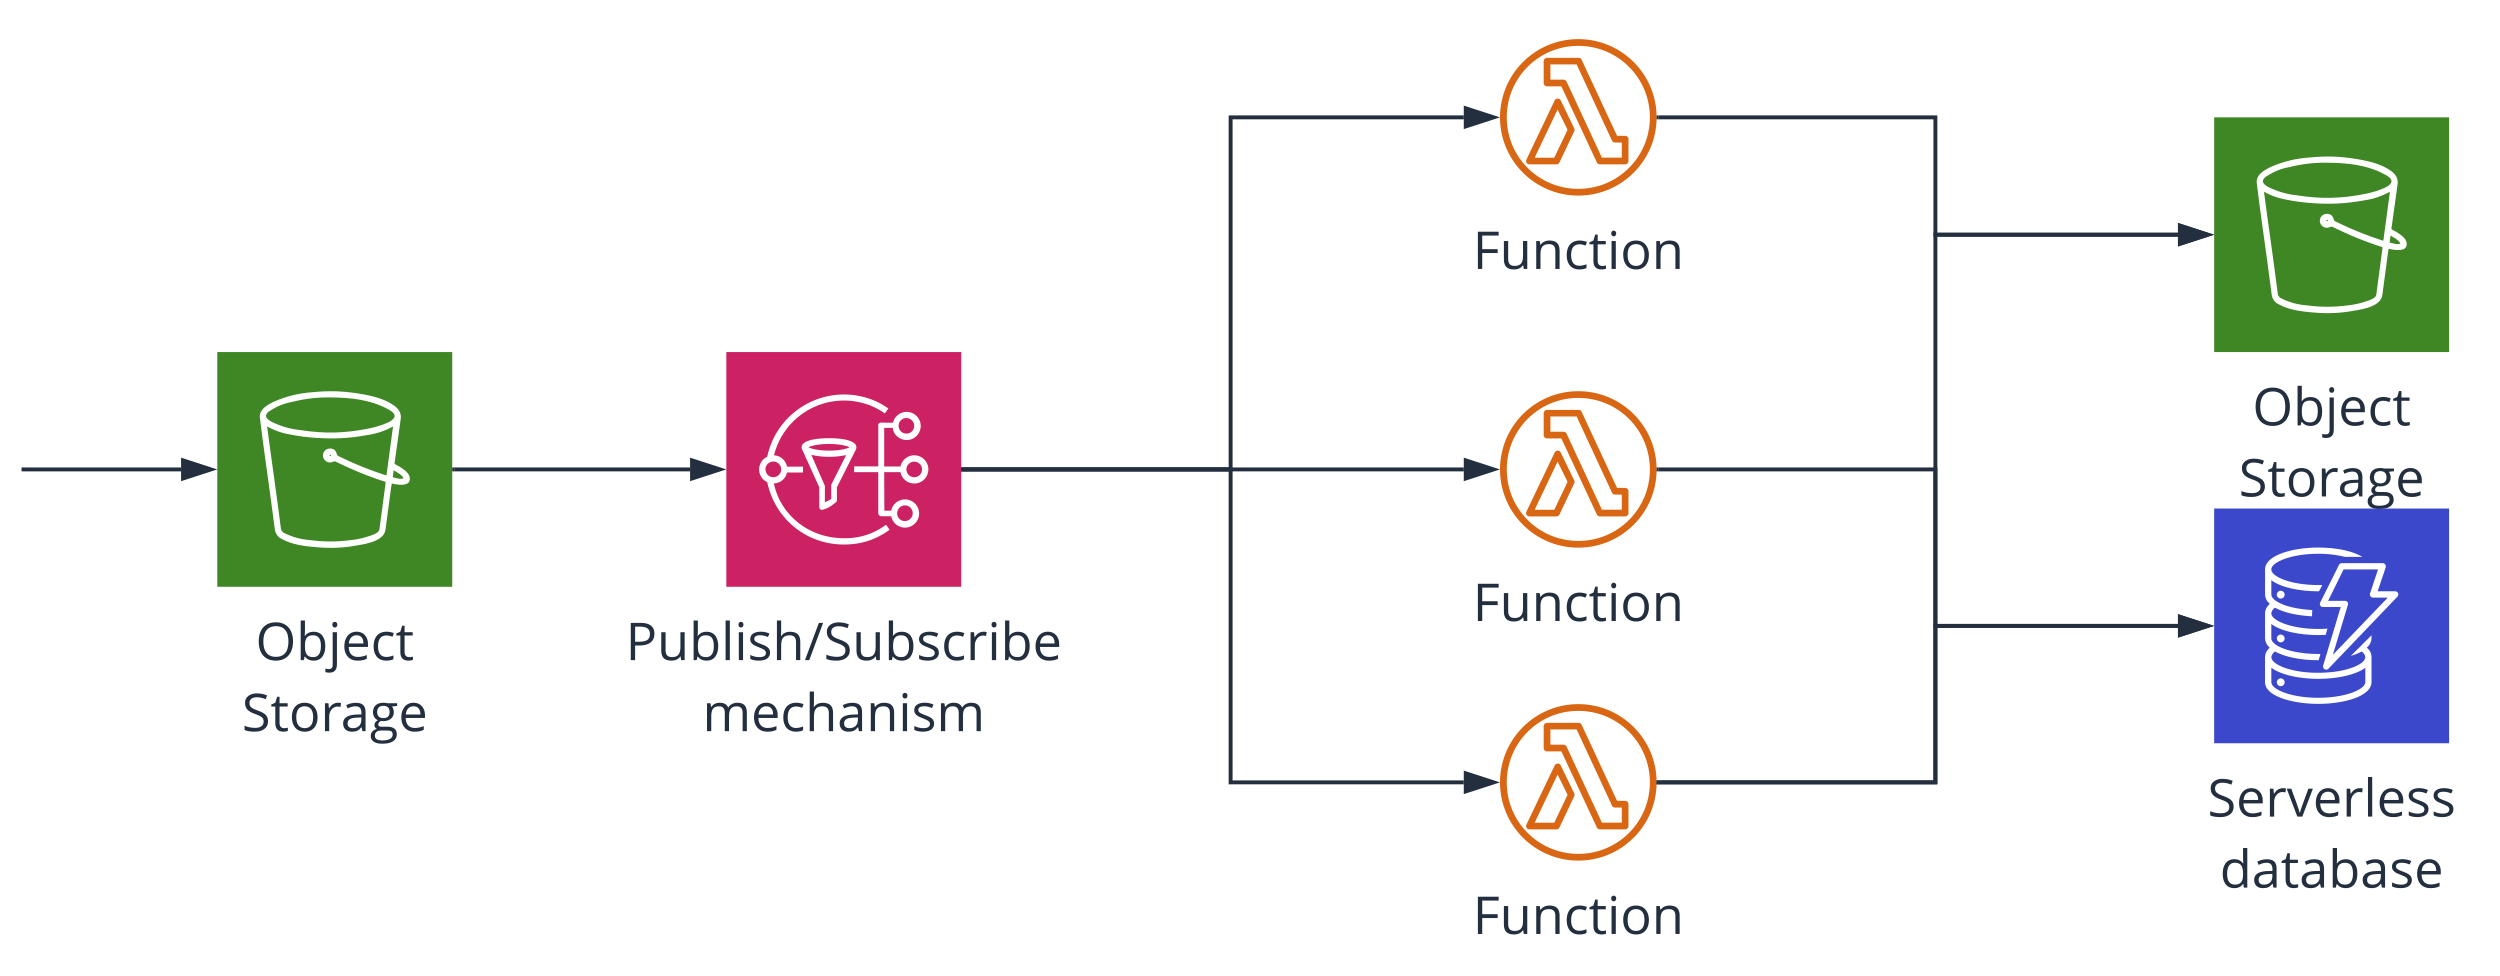 Object
Storage
Publish/Subscribe
mechanism
Function
Function
Function
Object
Storage
Serverless
database